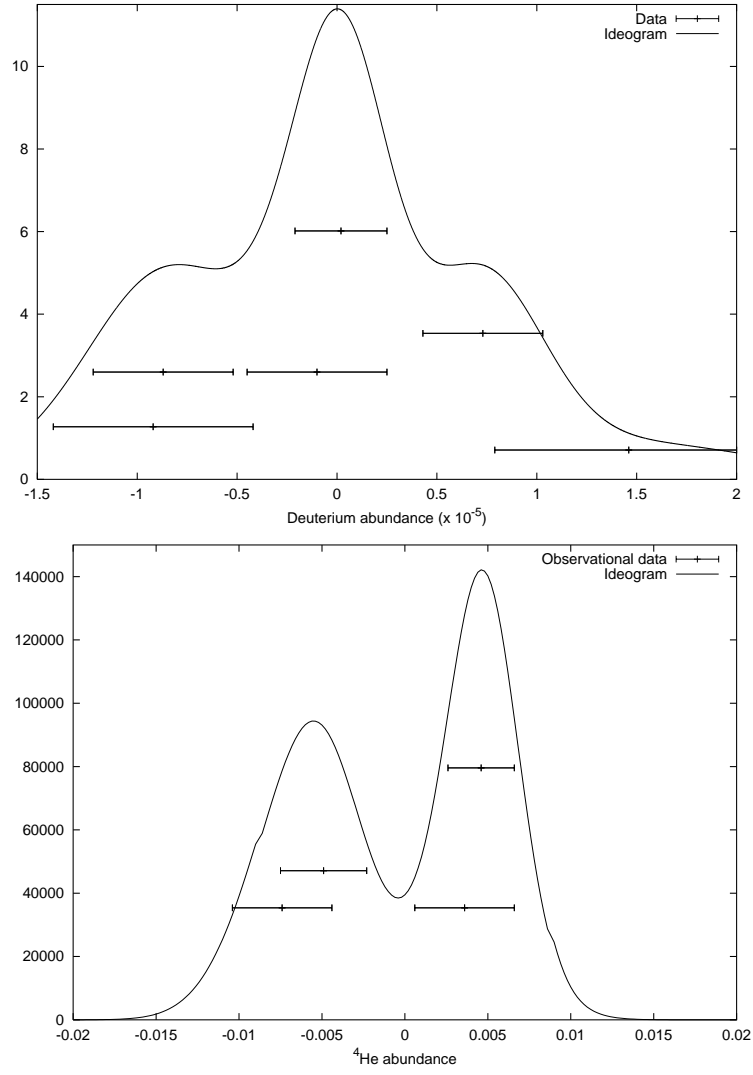 Data
Ideogram
12
10
8
6
4
2
0
-1.5 -1 -0.5 0 0.5 1 1.5 2
Deuterium abundance (x 10^-5)
Observational data
Ideogram
140000
120000
100000
80000
60000
40000
20000
0
-0.02 -0.015 -0.01 -0.005 0 0.005 0.01 0.015 0.02
^4He abundance